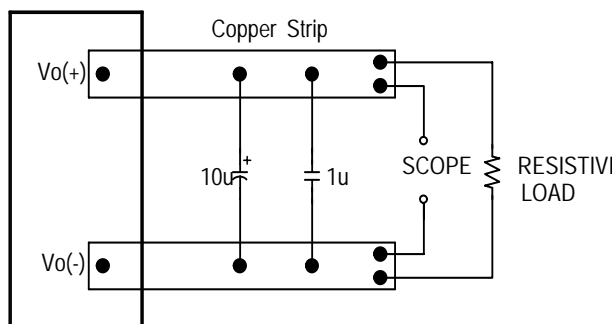 Copper Strip
Vo(+)
10u
+
1u
SCOPE
RESISTIVE
LOAD
Vo(-)